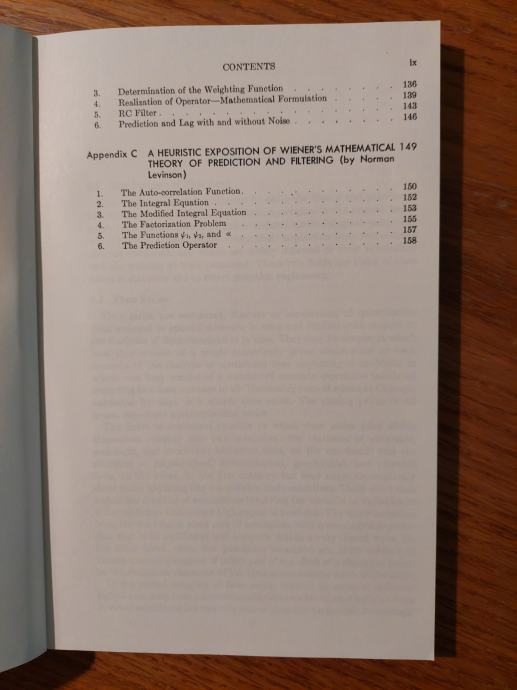 CONTENTS ix
3. Determination of the Weighting Function . . . . . . . . 136
4. Realization of Operator—Mathematical Formulation . . . . . 139
5. RC Filter . . . . . . . . . . . . . . . . 143
6. Prediction and Lag with and without Noise . . . . . . . 146
Appendix C A HEURISTIC EXPOSITION OF WIENER'S MATHEMATICAL 149
THEORY OF PREDICTION AND FILTERING (by Norman
Levinson)
1. The Auto-correlation Function . . . . . . . . . . . 150
2. The Integral Equation . . . . . . . . . . . . . 152
3. The Modified Integral Equation . . . . . . . . . . 153
4. The Factorization Problem . . . . . . . . . . . 155
5. The Functions ψ₁, ψ₂, and ∝ . . . . . . . . . . . 157
6. The Prediction Operator . . . . . . . . . . . . 158